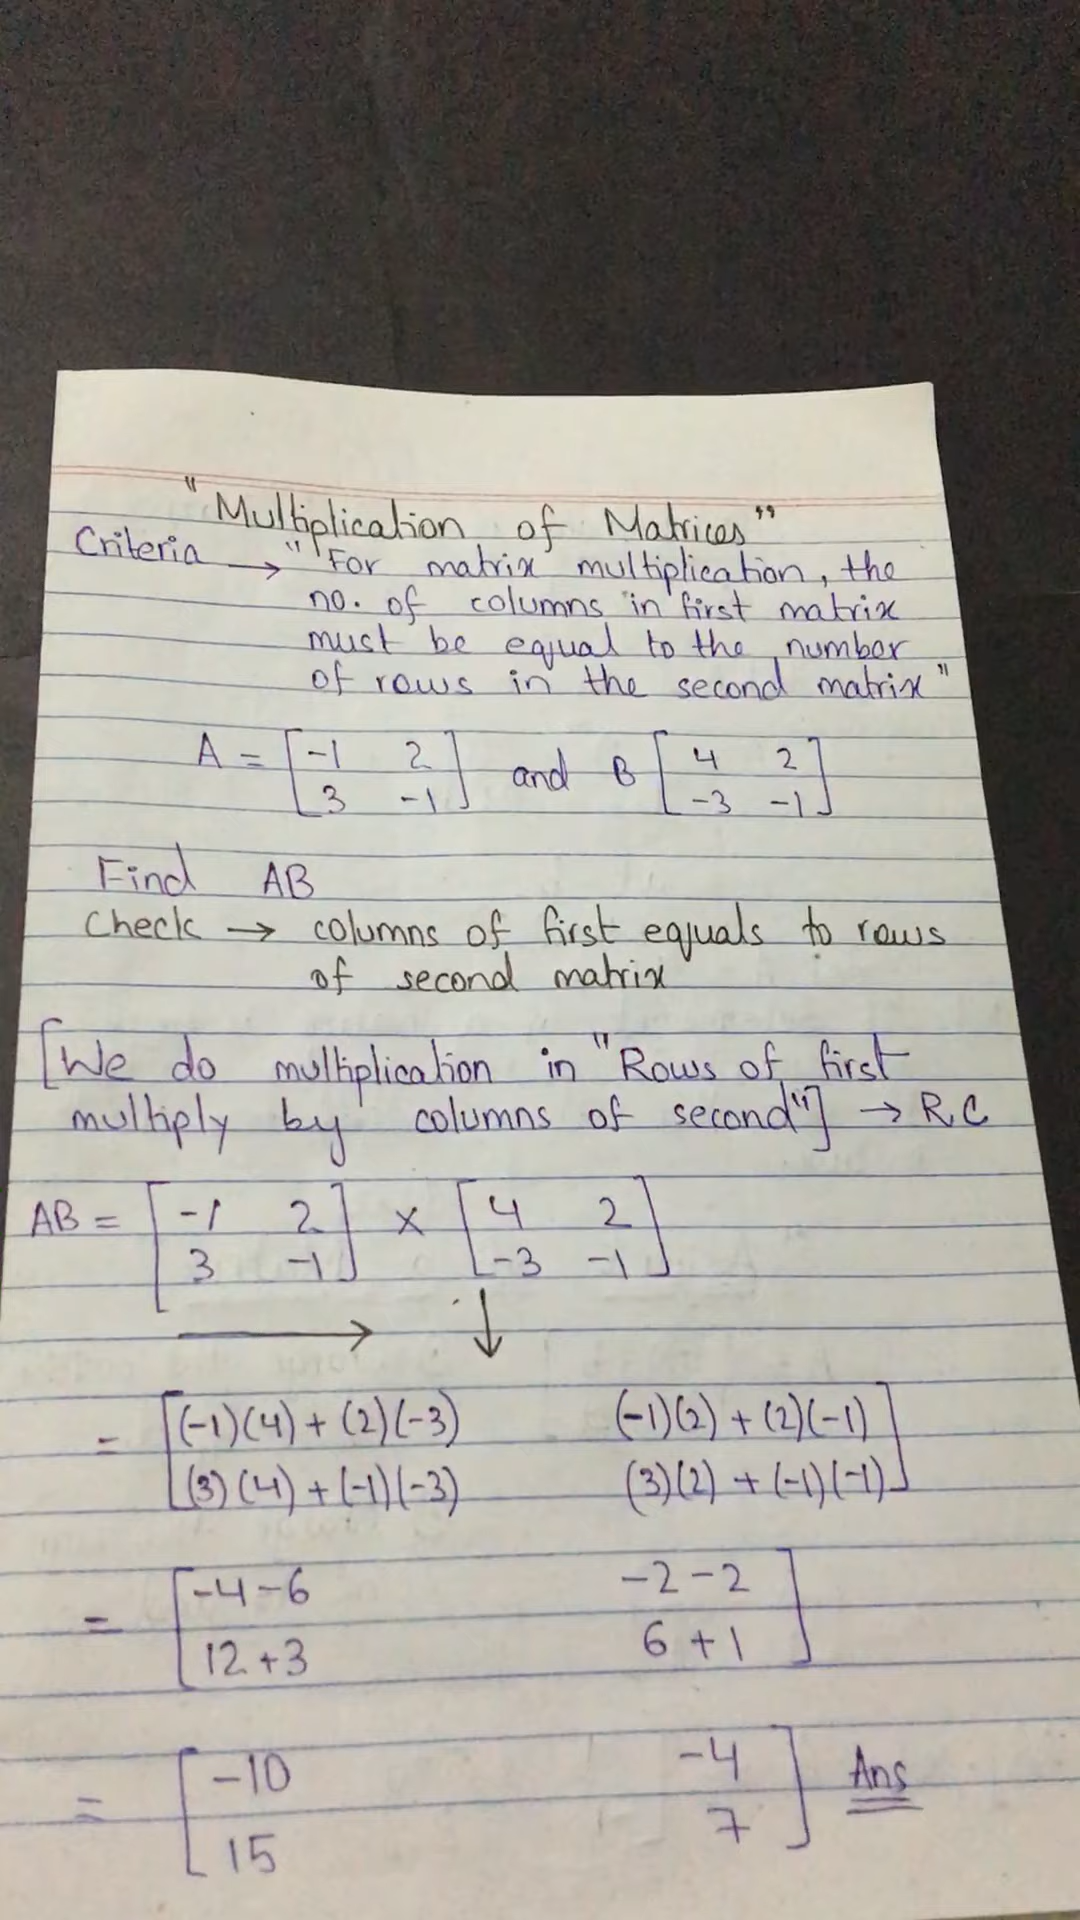 "Multiplication of Matrices"
Criteria → "For matrix multiplication, the
no. of columns in first matrix
must be equal to the number
of rows in the second matrix"
A = [-1 2
3 -1] and B [4 2
-3 -1]
Find AB
Check → columns of first equals to rows
of second matrix
[We do multiplication in "Rows of first
multiply by columns of second"] → R.C
AB = [-1 2
3 -1] × [4 2
-3 -1]
→ ↓
= [(-1)(4) + (2)(-3) (-1)(2) + (2)(-1)
(3)(4) + (-1)(-3) (3)(2) + (-1)(-1)]
= [-4-6 -2-2
12+3 6+1]
= [-10 -4
15 7] Ans